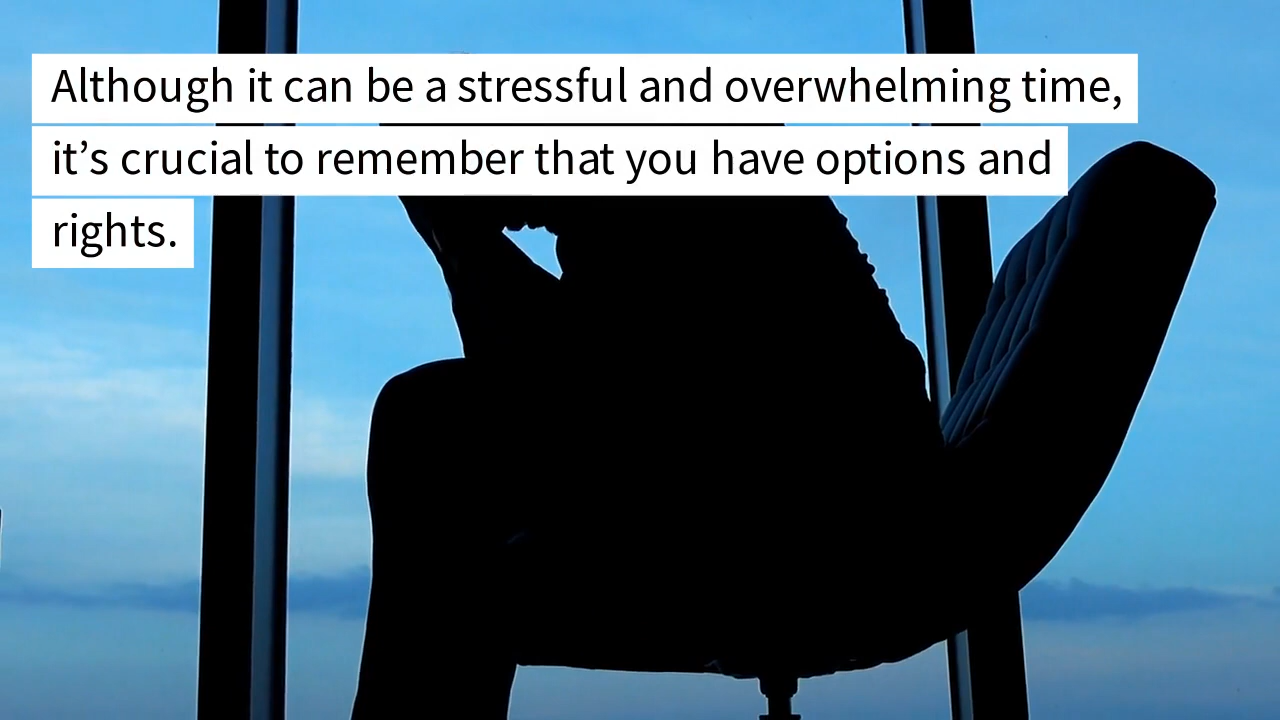 Although it can be a stressful and overwhelming time,
it’s crucial to remember that you have options and
rights.